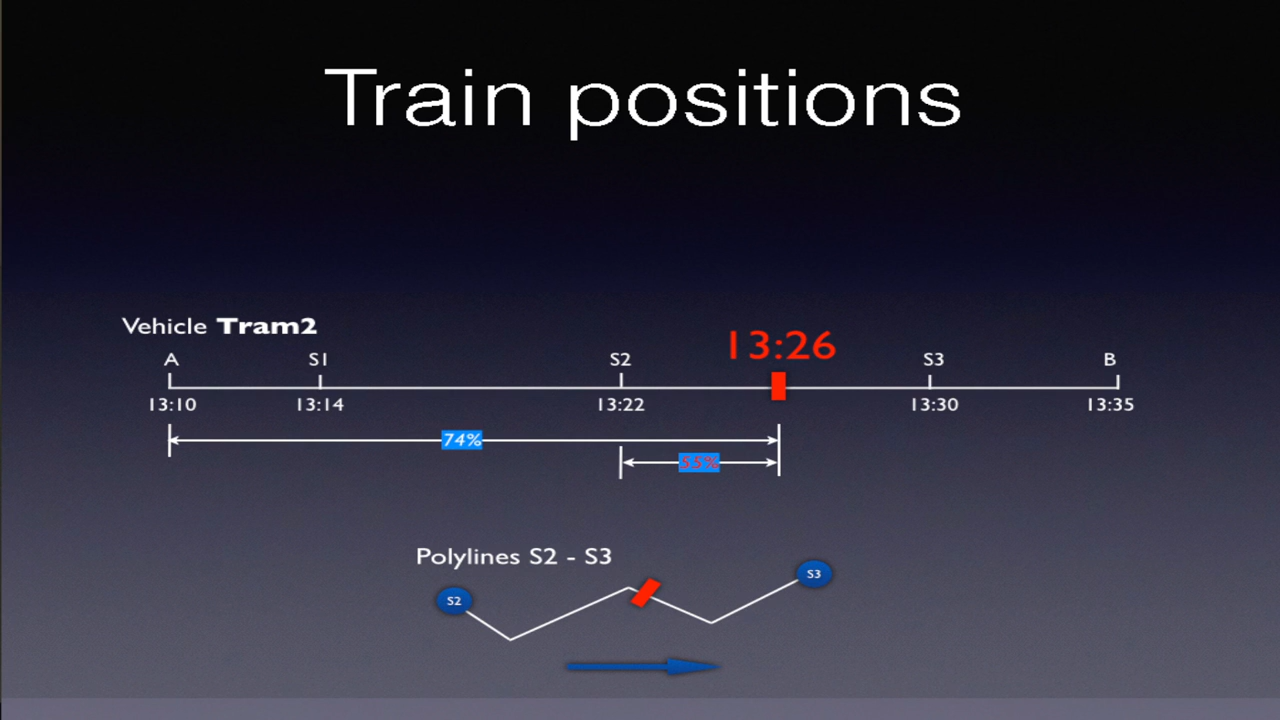 Train positions
Vehicle Tram2
13:26
A S1 S2 S3 B
13:10 13:14 13:22 13:30 13:35
74%
55%
Polylines S2 - S3
S2 S3